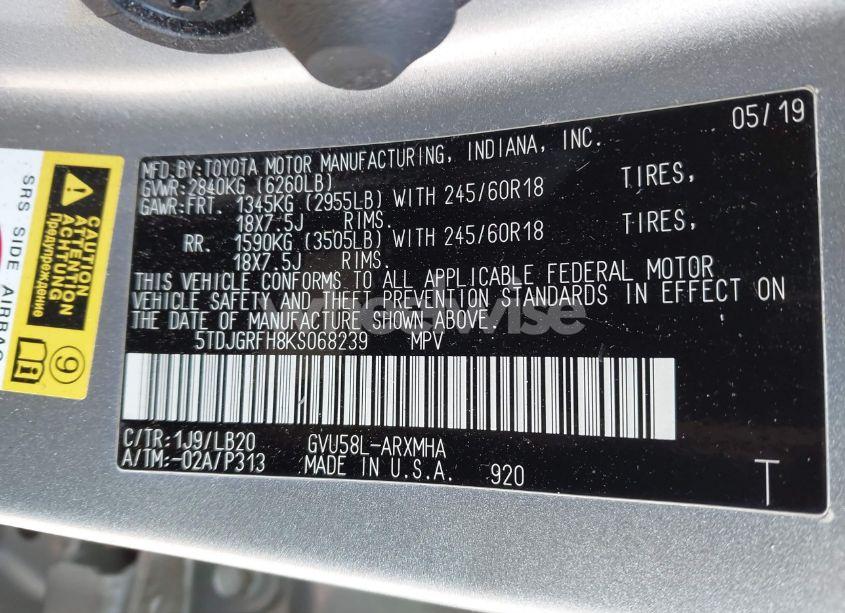 05/19
MFD.BY:TOYOTA MOTOR MANUFACTURING, INDIANA, INC.
GVWR:2840KG (6260LB)
GAWR:FRT. 1345KG (2955LB) WITH 245/60R18 TIRES,
18X7.5J RIMS.
RR. 1590KG (3505LB) WITH 245/60R18 TIRES,
18X7.5J RIMS.
THIS VEHICLE CONFORMS TO ALL APPLICABLE FEDERAL MOTOR
VEHICLE SAFETY AND THEFT PREVENTION STANDARDS IN EFFECT ON
THE DATE OF MANUFACTURE SHOWN ABOVE.
5TDJGRFH8KS068239 MPV
C/TR:1J9/LB20 GVU58L-ARXMHA
A/TM:-02A/P313 MADE IN U.S.A. 920
T
SRS SIDE AIRBAG
CAUTION
ATTENTION
ACHTUNG
Предупреждение
9